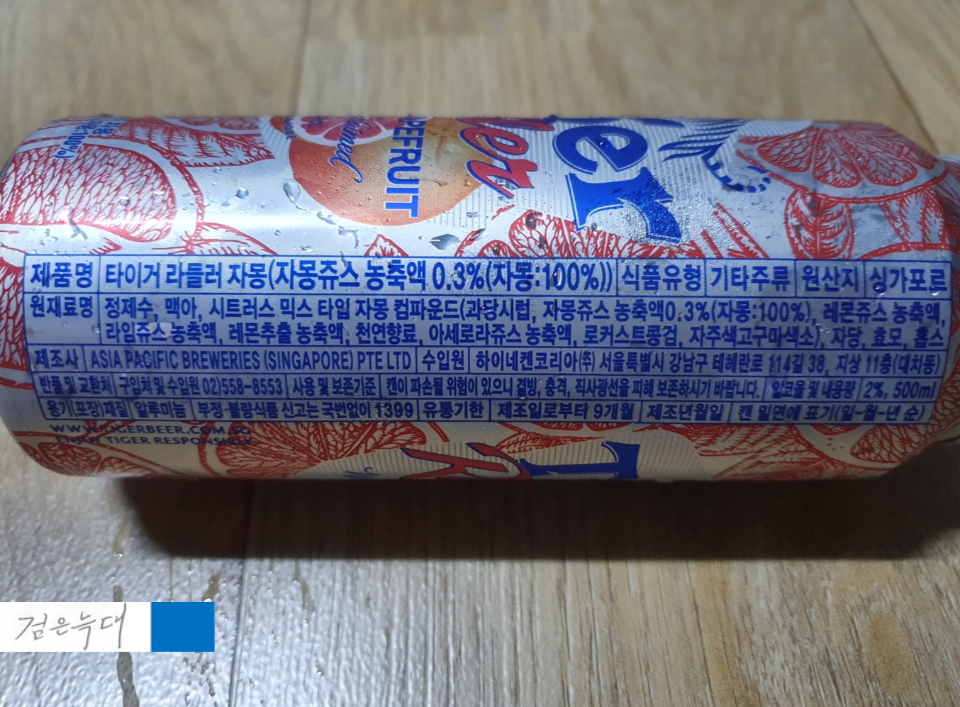 PEFRUIT
er
제품명 타이거 라들러 자몽(자몽쥬스 농축액 0.3%(자몽:100%)) 식품유형 기타주류 원산지 싱가포르
원재료명 정제수, 맥아, 시트러스 믹스 타입 자몽 컴파운드(과당시럽, 자몽쥬스 농축액0.3%(자몽:100%), 레몬쥬스 농축액,
라임쥬스 농축액, 레몬추출 농축액, 천연향료, 아세로라쥬스 농축액, 로커스트콩검, 자주색고구마색소), 자당, 효모, 홉스
제조사 ASIA PACIFIC BREWERIES (SINGAPORE) PTE LTD 수입원 하이네켄코리아(주) 서울특별시 강남구 테헤란로 114길 38, 지상 11층(대치동)
반품 및 교환처 구입처 및 수입원 02)558-8553 사용 및 보존기준 캔이 파손될 위험이 있으니 결빙, 충격, 직사광선을 피해 보존하시기 바랍니다. 알코올 및 내용량 2%, 500ml
용기(포장)재질 알루미늄 부정·불량식품 신고는 국번없이 1399 유통기한 제조일로부터 9개월 제조년월일 캔 밑면에 표기(일-월-년 순)
WWW.TIGERBEER.COM.SG
ENJOY TIGER RESPONSIBLY
검은늑대